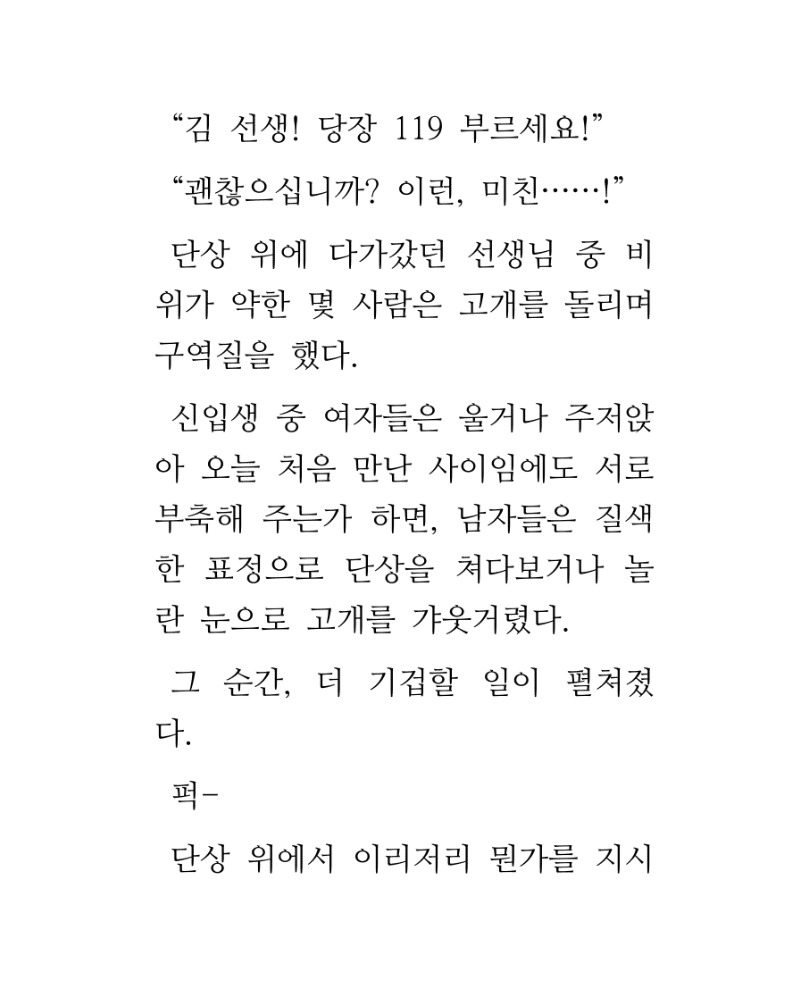 “김 선생! 당장 119 부르세요!”
“괜찮으십니까? 이런, 미친……!”
단상 위에 다가갔던 선생님 중 비
위가 약한 몇 사람은 고개를 돌리며
구역질을 했다.
신입생 중 여자들은 울거나 주저앉
아 오늘 처음 만난 사이임에도 서로
부축해 주는가 하면, 남자들은 질색
한 표정으로 단상을 쳐다보거나 놀
란 눈으로 고개를 갸웃거렸다.
그 순간, 더 기겁할 일이 펼쳐졌
다.
퍽-
단상 위에서 이리저리 뭔가를 지시